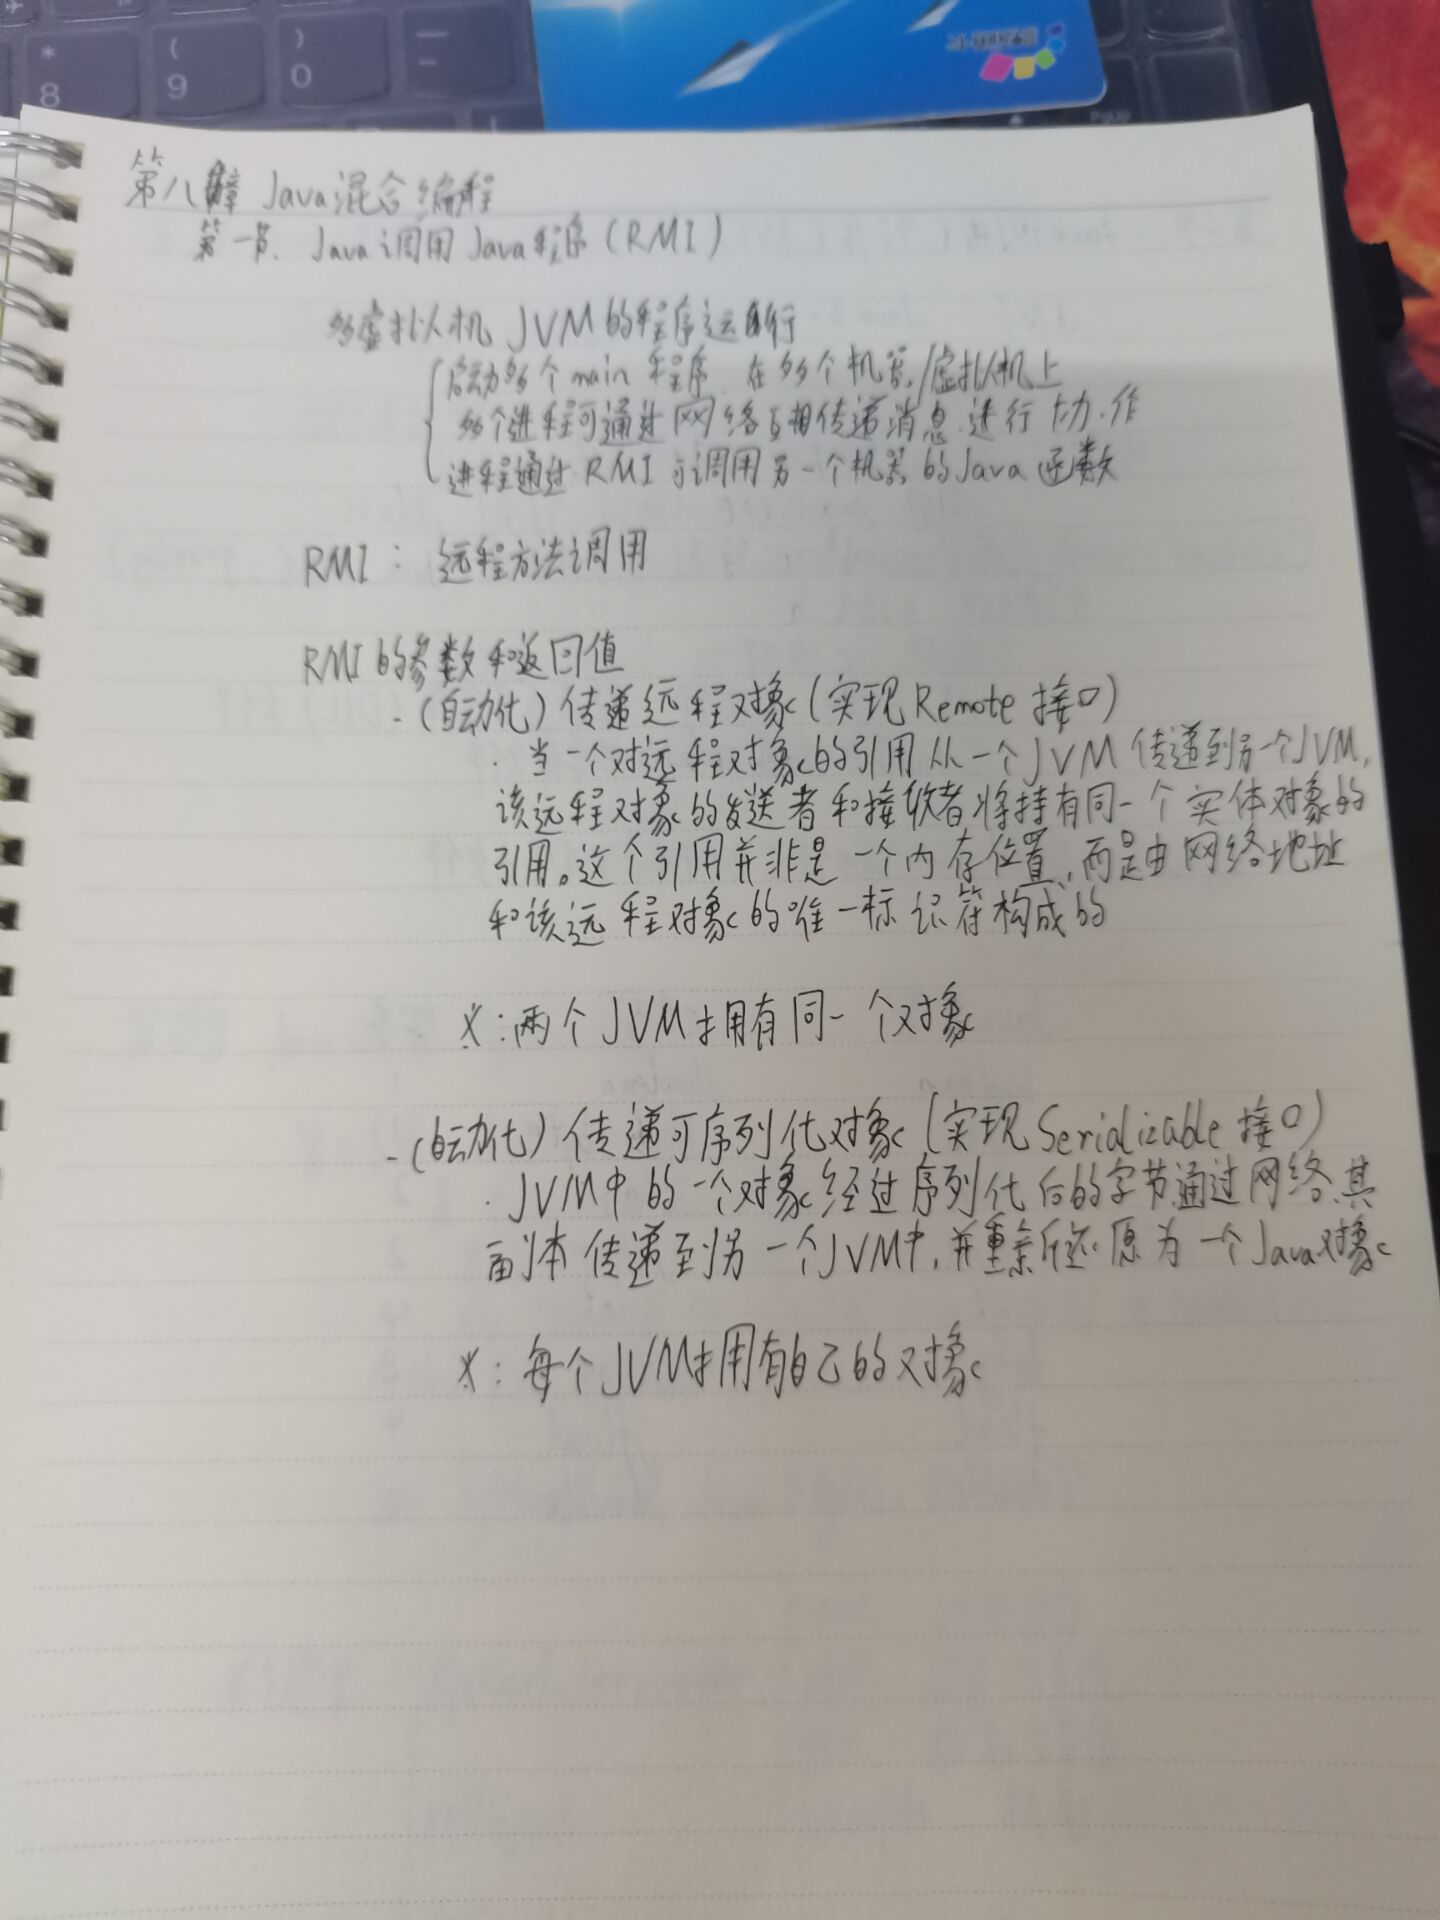 8
(
9
)
0
第八章 Java混合编程
第一节、Java调用Java程序(RMI)
多虚拟机JVM的程序运行
启动多个main程序,在多个机器/虚拟机上
多个进程可通过网络互相传递消息,进行协作
进程通过RMI可调用另一个机器的Java函数
RMI:远程方法调用
RMI的参数和返回值
-(自动化)传递远程对象(实现Remote接口)
·当一个对远程对象的引用从一个JVM传递到另一个JVM,
该远程对象的发送者和接收者将持有同一个实体对象的
引用。这个引用并非是一个内存位置,而是由网络地址
和该远程对象的唯一标识符构成的
※:两个JVM拥有同一个对象
-(自动化)传递可序列化对象(实现Serializable接口)
·JVM中的一个对象经过序列化后的字节通过网络,其
副本传递到另一个JVM中,并重新还原为一个Java对象
※:每个JVM拥有自己的对象